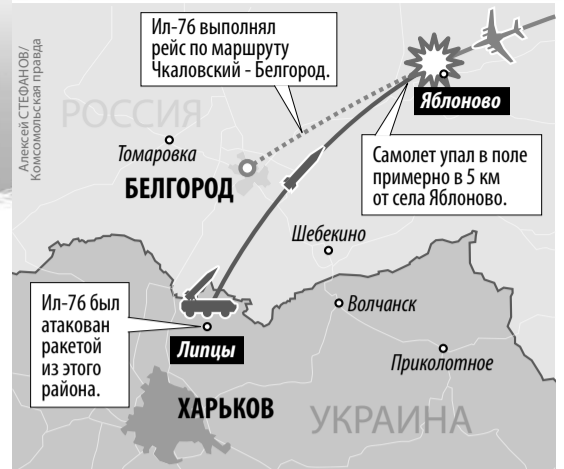 Алексей СТЕФАНОВ/
Комсомольская правда
Ил-76 выполнял
рейс по маршруту
Чкаловский - Белгород.
РОССИЯ
Яблоново
Томаровка
Самолет упал в поле
примерно в 5 км
от села Яблоново.
БЕЛГОРОД
Шебекино
Ил-76 был
атакован
ракетой
из этого
района.
Волчанск
Липцы
Приколотное
ХАРЬКОВ
УКРАИНА